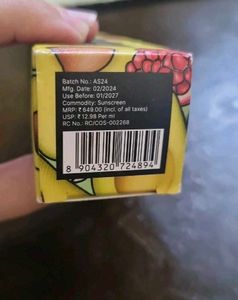 Batch No.: AS24
Mfg. Date: 02/2024
Use Before: 01/2027
Commodity: Sunscreen
MRP: ₹ 649.00 (incl. of all taxes)
USP: ₹ 12.98 Per ml
RC No.: RC/COS-002268
8 904320 724894